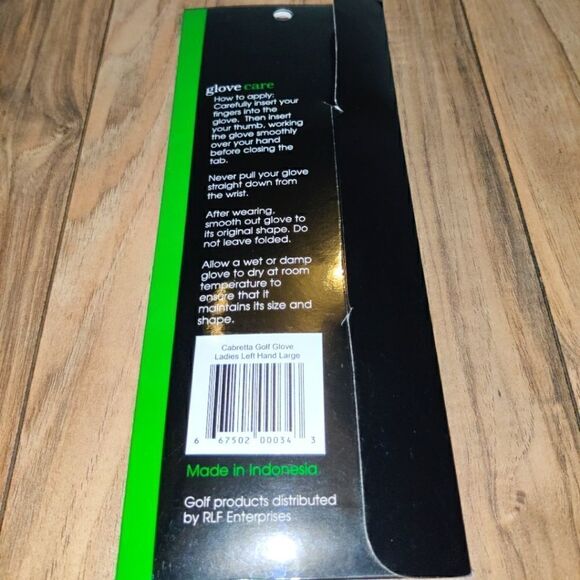 glove care
How to apply:
Carefully insert your
fingers into the
glove. Then insert
your thumb, working
the glove smoothly
over your hand
before closing the
tab.
Never pull your glove
straight down from
the wrist.
After wearing,
smooth out glove to
its original shape. Do
not leave folded.
Allow a wet or damp
glove to dry at room
temperature to
ensure that it
maintains its size and
shape.
Cabretta Golf Glove
Ladies Left Hand Large
6 67502 00034 3
Made in Indonesia
Golf products distributed
by RLF Enterprises